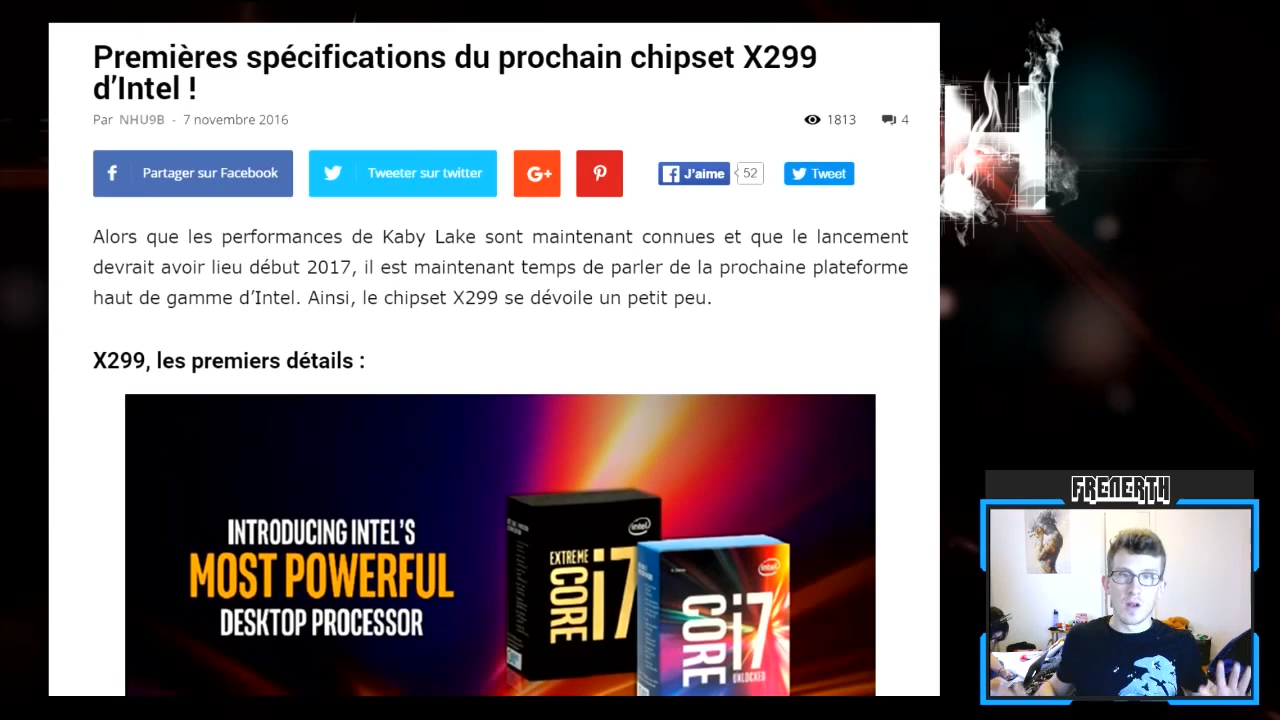 Premières spécifications du prochain chipset X299
d'Intel !
Par NHU9B - 7 novembre 2016
1813
4
Partager sur Facebook
Tweeter sur twitter
G+
J'aime
52
Tweet
Alors que les performances de Kaby Lake sont maintenant connues et que le lancement
devrait avoir lieu début 2017, il est maintenant temps de parler de la prochaine plateforme
haut de gamme d'Intel. Ainsi, le chipset X299 se dévoile un petit peu.
X299, les premiers détails :
INTRODUCING INTEL'S
MOST POWERFUL
DESKTOP PROCESSOR
intel
EXTREME
CORE i7
intel
CORE i7
UNLOCKED
FRENERTH